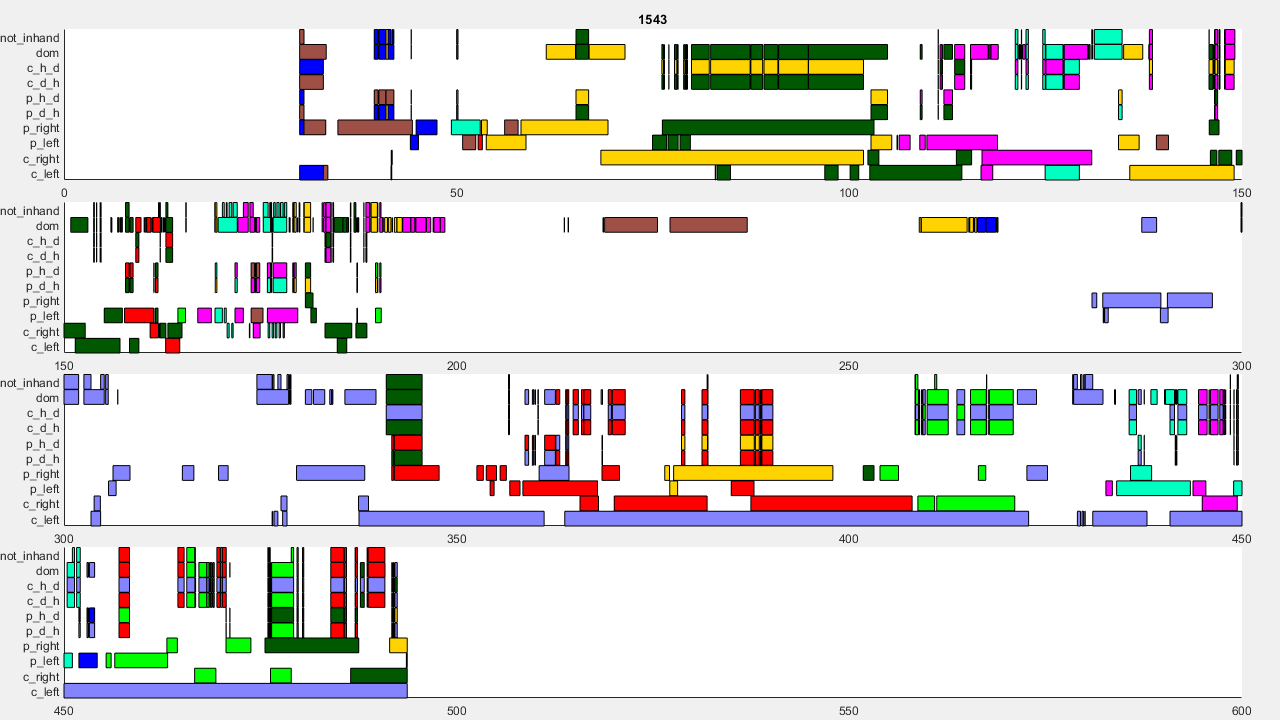 1543
not_inhand
dom
c_h_d
c_d_h
p_h_d
p_d_h
p_right
p_left
c_right
c_left
0 50 100 150
not_inhand
dom
c_h_d
c_d_h
p_h_d
p_d_h
p_right
p_left
c_right
c_left
150 200 250 300
not_inhand
dom
c_h_d
c_d_h
p_h_d
p_d_h
p_right
p_left
c_right
c_left
300 350 400 450
not_inhand
dom
c_h_d
c_d_h
p_h_d
p_d_h
p_right
p_left
c_right
c_left
450 500 550 600